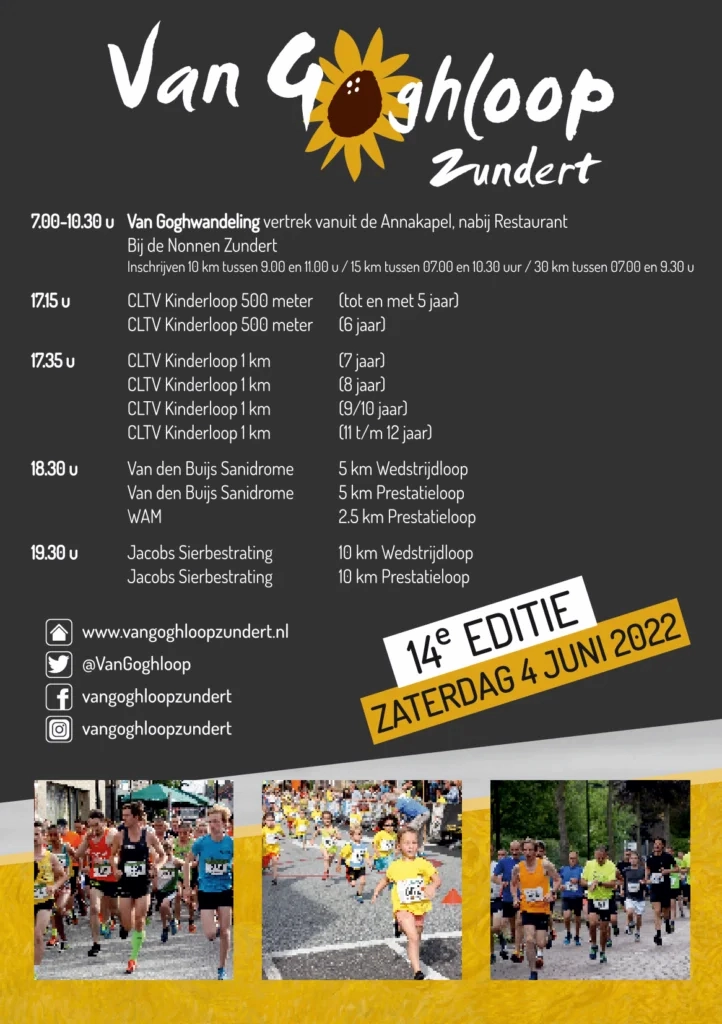 Van Goghloop
Zundert
7.00-10.30 u Van Goghwandeling vertrek vanuit de Annakapel, nabij Restaurant
Bij de Nonnen Zundert
Inschrijven 10 km tussen 9.00 en 11.00 u / 15 km tussen 07.00 en 10.30 uur / 30 km tussen 07.00 en 9.30 u
17.15 u CLTV Kinderloop 500 meter (tot en met 5 jaar)
CLTV Kinderloop 500 meter (6 jaar)
17.35 u CLTV Kinderloop 1 km (7 jaar)
CLTV Kinderloop 1 km (8 jaar)
CLTV Kinderloop 1 km (9/10 jaar)
CLTV Kinderloop 1 km (11 t/m 12 jaar)
18.30 u Van den Buijs Sanidrome 5 km Wedstrijdloop
Van den Buijs Sanidrome 5 km Prestatieloop
WAM 2.5 km Prestatieloop
19.30 u Jacobs Sierbestrating 10 km Wedstrijdloop
Jacobs Sierbestrating 10 km Prestatieloop
14e EDITIE
ZATERDAG 4 JUNI 2022
www.vangoghloopzundert.nl
@VanGoghloop
vangoghloopzundert
vangoghloopzundert